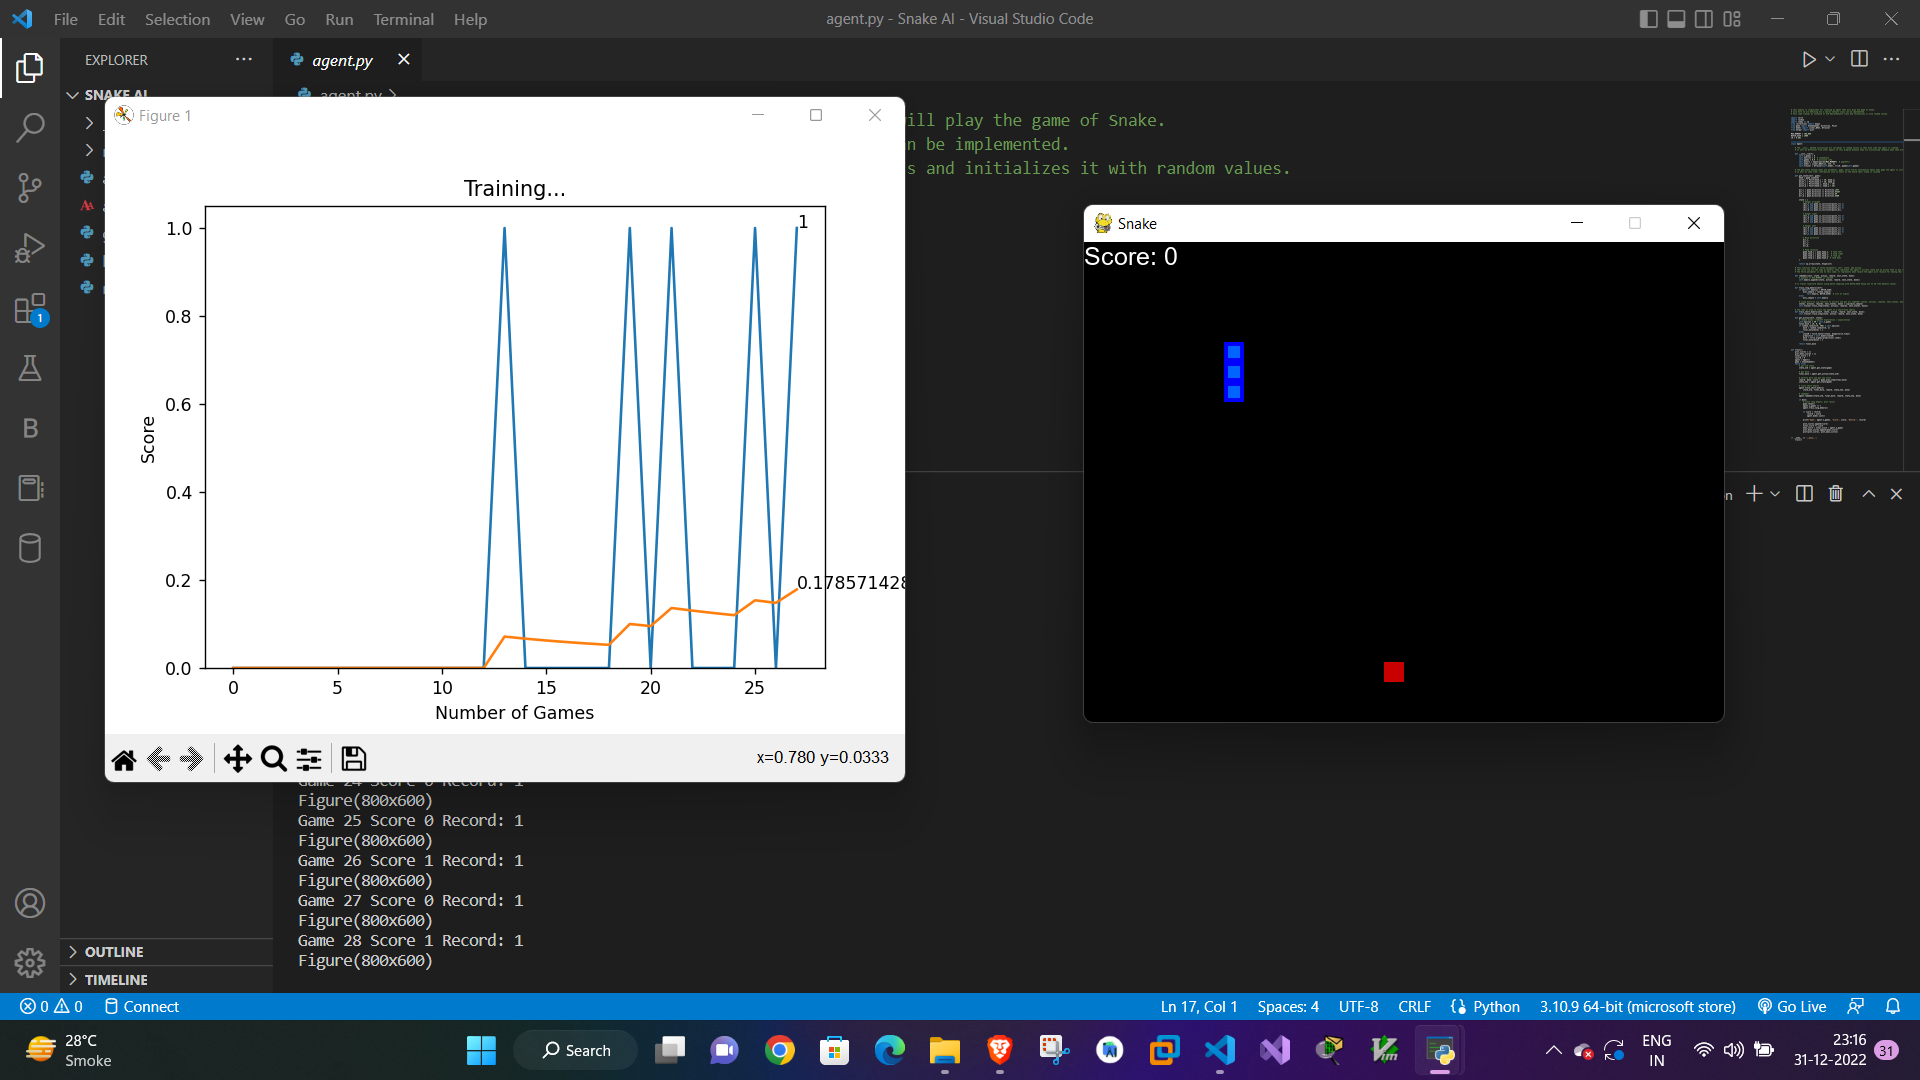 File Edit Selection View Go Run Terminal Help
agent.py - Snake AI - Visual Studio Code
EXPLORER
agent.py
SNAKE AI
agent.py
Figure 1
ill play the game of Snake.
n be implemented.
s and initializes it with random values.
Training...
1
1.0
0.8
0.6
0.4
0.2
0.0
Score
0.178571428
0 5 10 15 20 25
Number of Games
x=0.780 y=0.0333
Snake
Score: 0
n
B
1
Game 24 Score 0 Record: 1
Figure(800x600)
Game 25 Score 0 Record: 1
Figure(800x600)
Game 26 Score 1 Record: 1
Figure(800x600)
Game 27 Score 0 Record: 1
Figure(800x600)
Game 28 Score 1 Record: 1
Figure(800x600)
OUTLINE
TIMELINE
0 0 Connect
Ln 17, Col 1 Spaces: 4 UTF-8 CRLF Python 3.10.9 64-bit (microsoft store) Go Live
28°C
Smoke
Search
ENG
IN
23:16
31-12-2022
31